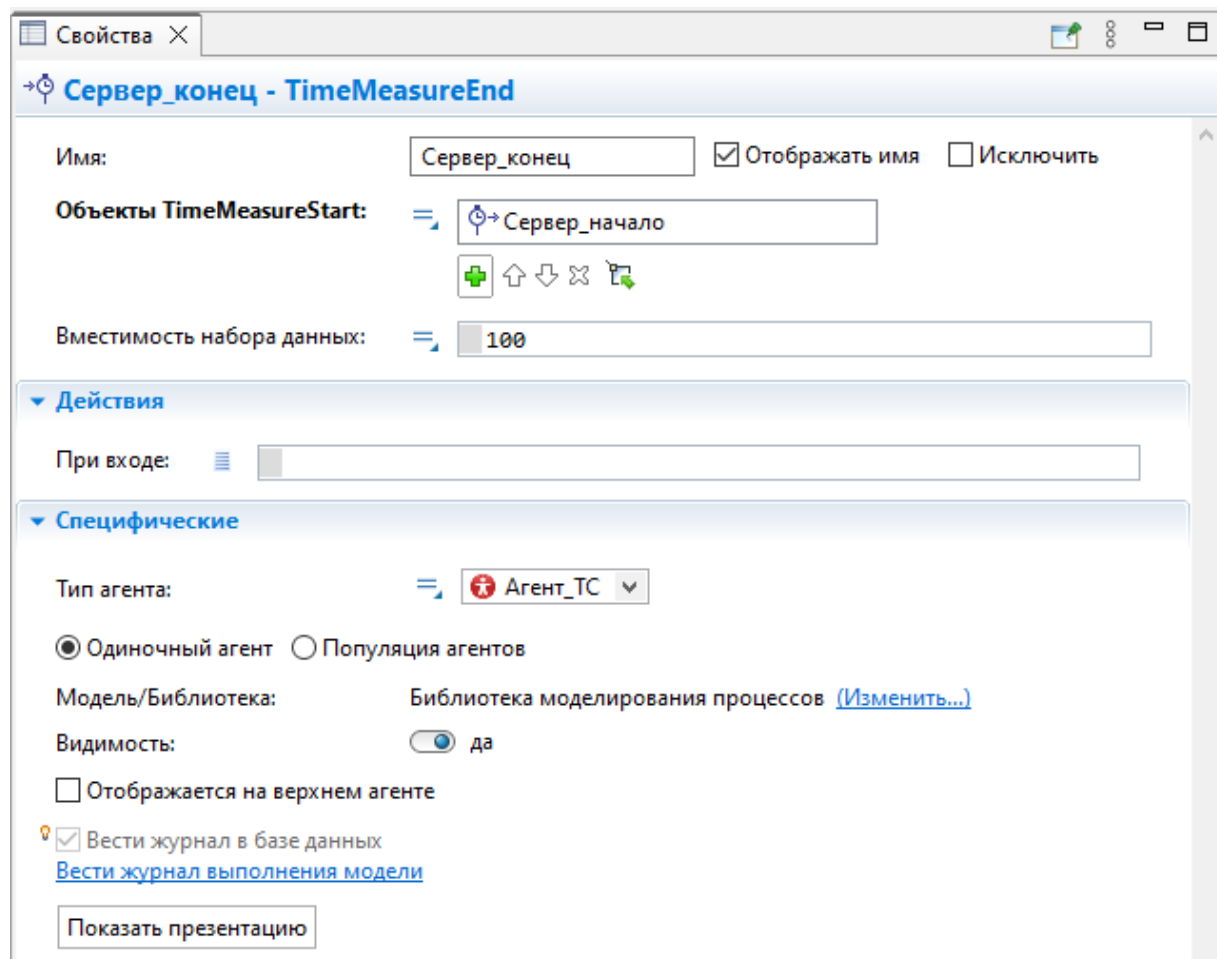 Свойства
Сервер_конец - TimeMeasureEnd
Имя: Сервер_конец Отображать имя Исключить
Объекты TimeMeasureStart: Сервер_начало
Вместимость набора данных: 100
Действия
При входе:
Специфические
Тип агента: Агент_ТС
Одиночный агент Популяция агентов
Модель/Библиотека: Библиотека моделирования процессов (Изменить...)
Видимость: да
Отображается на верхнем агенте
Вести журнал в базе данных
Вести журнал выполнения модели
Показать презентацию